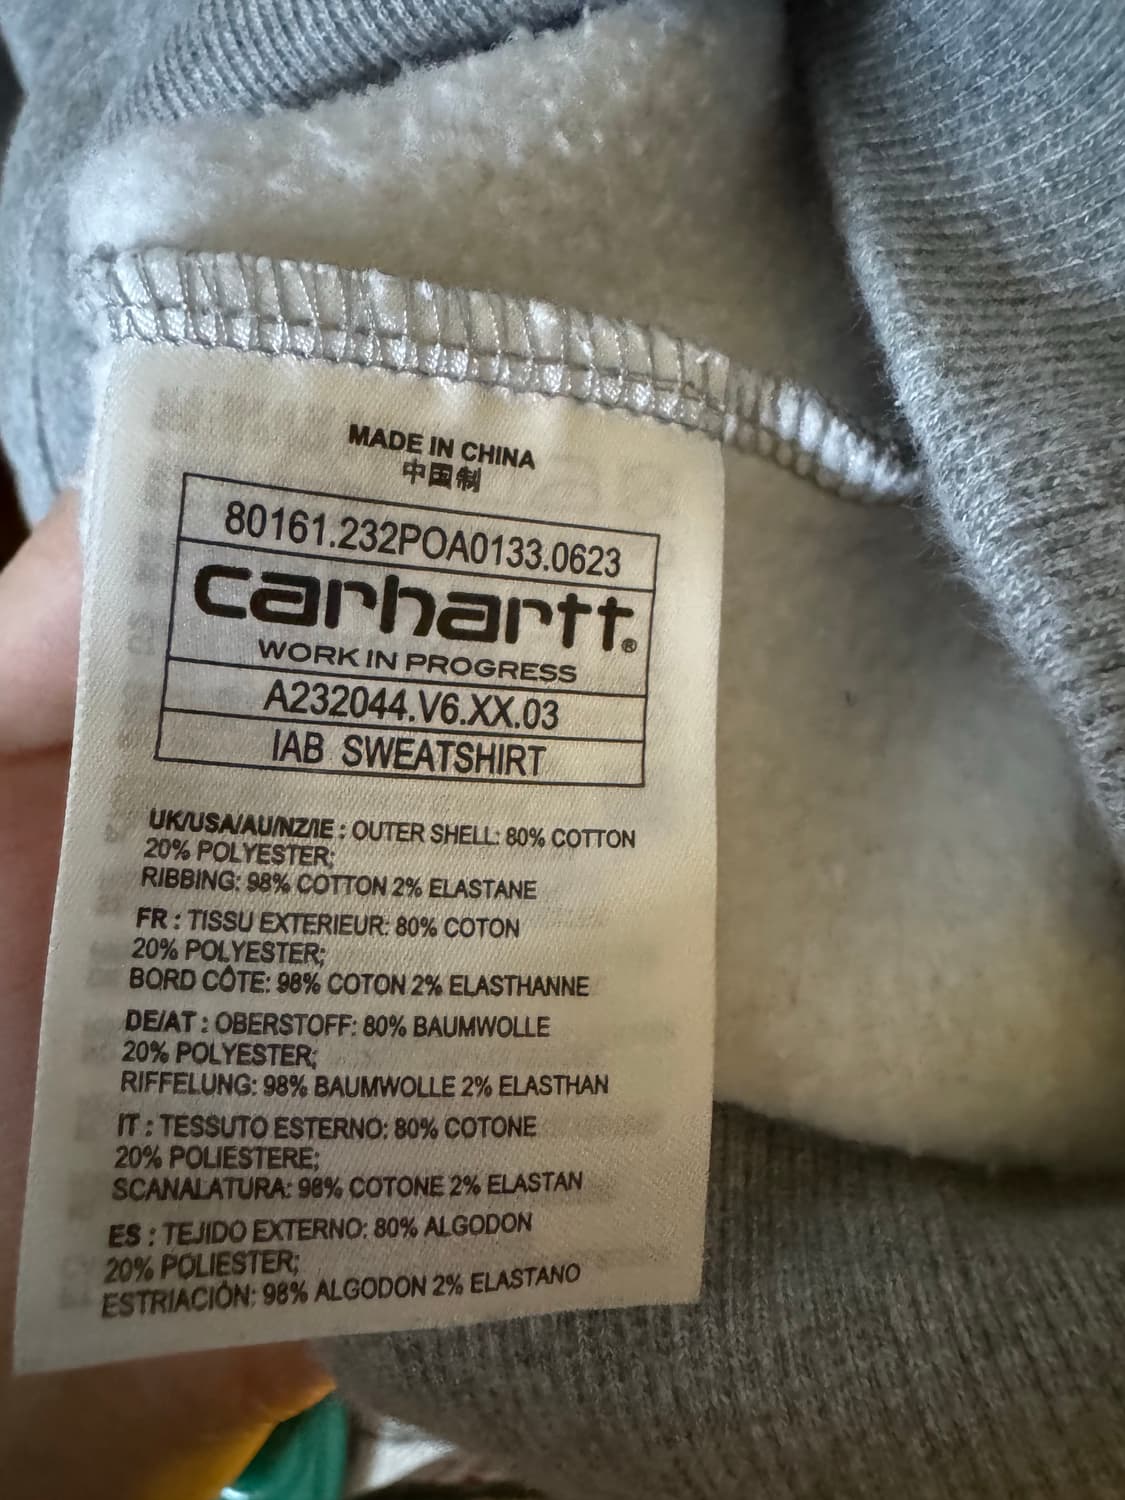 MADE IN CHINA
中国制
80161.232POA0133.0623
carhartt®
WORK IN PROGRESS
A232044.V6.XX.03
IAB SWEATSHIRT
UK/USA/AU/NZ/IE : OUTER SHELL: 80% COTTON
20% POLYESTER;
RIBBING: 98% COTTON 2% ELASTANE
FR : TISSU EXTERIEUR: 80% COTON
20% POLYESTER;
BORD CÔTE: 98% COTON 2% ELASTHANNE
DE/AT : OBERSTOFF: 80% BAUMWOLLE
20% POLYESTER;
RIFFELUNG: 98% BAUMWOLLE 2% ELASTHAN
IT : TESSUTO ESTERNO: 80% COTONE
20% POLIESTERE;
SCANALATURA: 98% COTONE 2% ELASTAN
ES : TEJIDO EXTERNO: 80% ALGODON
20% POLIESTER;
ESTRIACIÓN: 98% ALGODON 2% ELASTANO